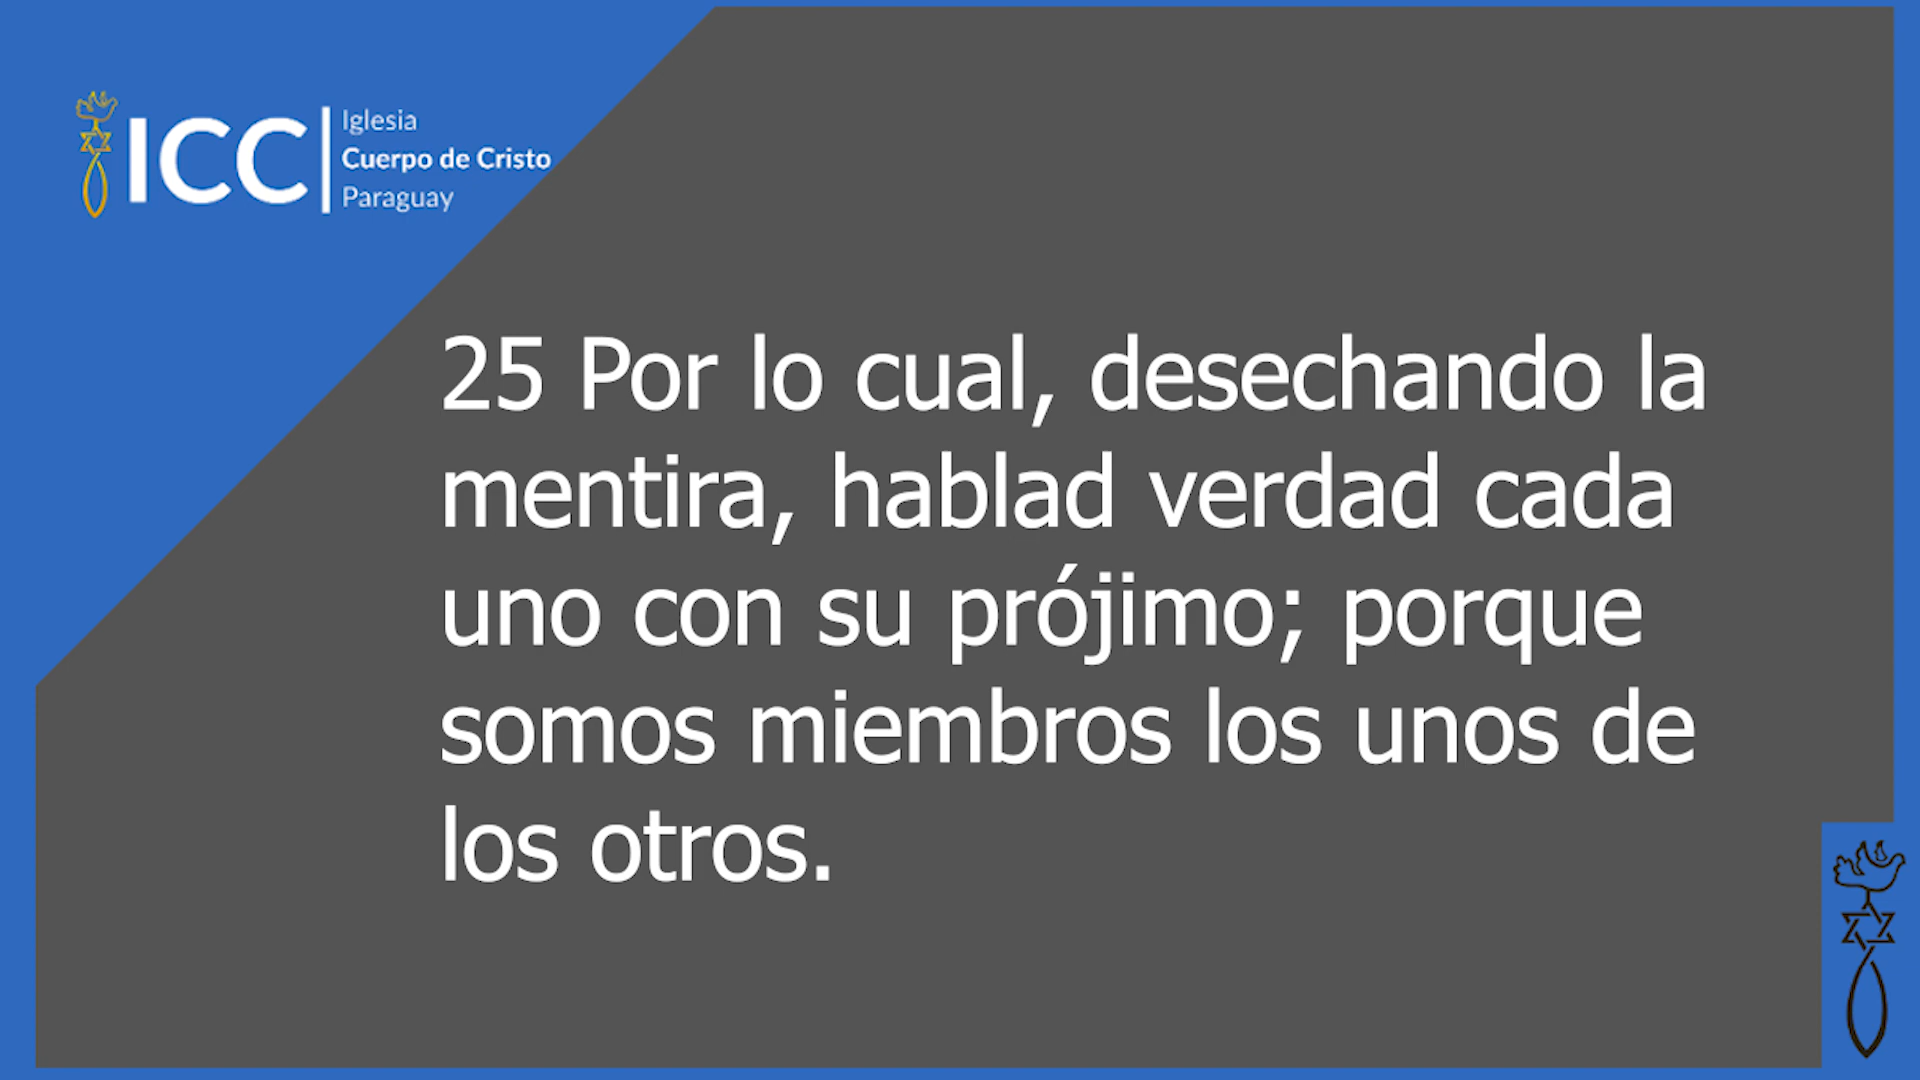 ICC
Iglesia
Cuerpo de Cristo
Paraguay
25 Por lo cual, desechando la
mentira, hablad verdad cada
uno con su prójimo; porque
somos miembros los unos de
los otros.